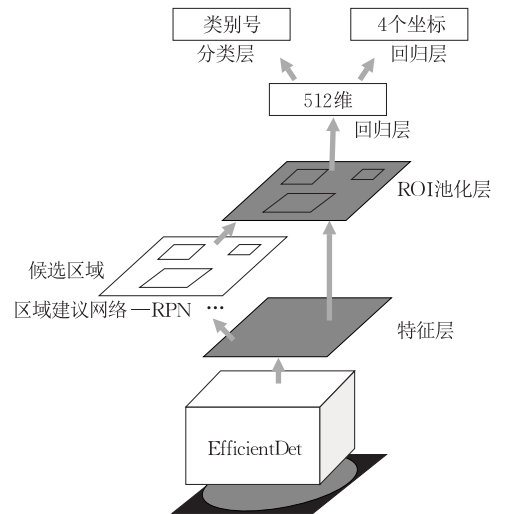 类别号
4个坐标
分类层
回归层
512维
回归层
ROI池化层
候选区域
区域建议网络—RPN …
特征层
EfficientDet